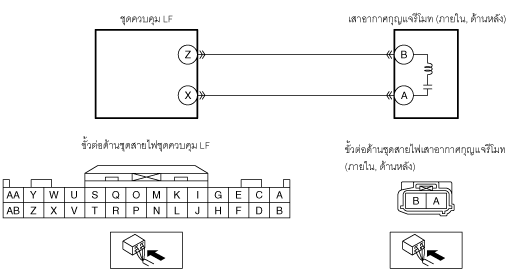 ชุดควบคุม LF
เสาอากาศกุญแจรีโมท (ภายใน, ด้านหลัง)
Z
B
X
A
ขั้วต่อด้านชุดสายไฟชุดควบคุม LF
ขั้วต่อด้านชุดสายไฟเสาอากาศกุญแจรีโมท
(ภายใน, ด้านหลัง)
AA Y W U S Q O M K I G E C A
AB Z X V T R P N L J H F D B
B A